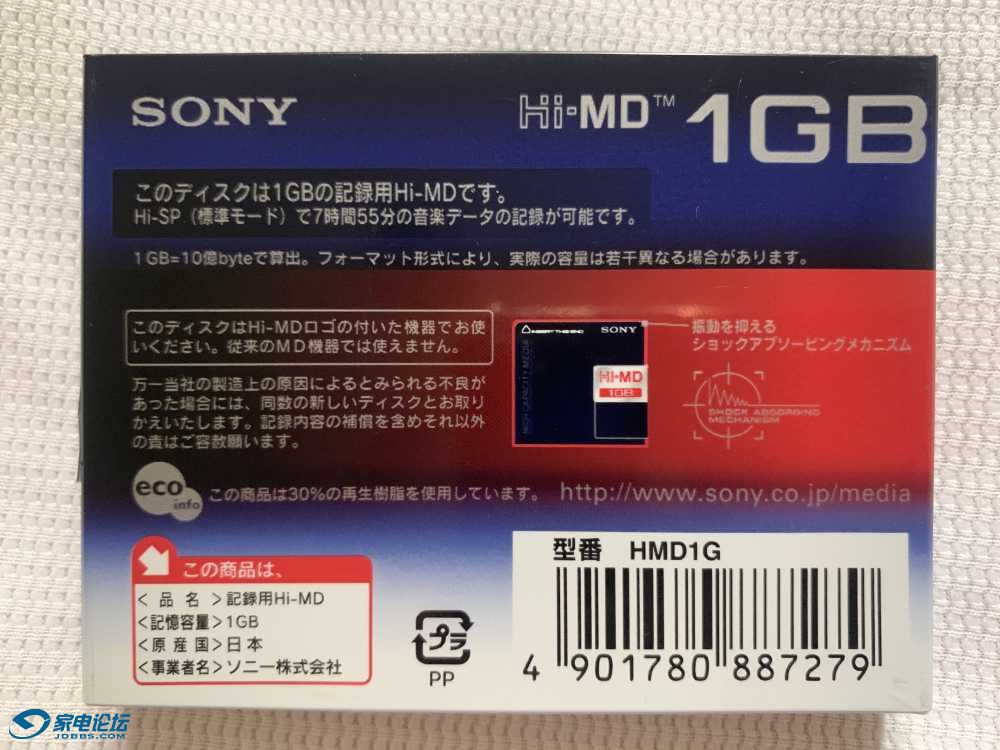 SONY
Hi-MD™ 1GB
このディスクは1GBの記録用Hi-MDです。
Hi-SP（標準モード）で7時間55分の音楽データの記録が可能です。
1GB=10億byteで算出。フォーマット形式により、実際の容量は若干異なる場合があります。
このディスクはHi-MDロゴの付いた機器でお使
いください。従来のMD機器では使えません。
万一当社の製造上の原因によるとみられる不良が
あった場合には、同数の新しいディスクとお取り
かえいたします。記録内容の補償を含めそれ以外
の責はご容赦願います。
INSERT THIS END
SONY
HIGH CAPACITY MEDIA
Hi-MD
1GB
振動を抑える
ショックアブソービングメカニズム
SHOCK ABSORBING
MECHANISM
eco
info
この商品は30%の再生樹脂を使用しています。
http://www.sony.co.jp/media
この商品は、
<品名>記録用Hi-MD
<記憶容量>1GB
<原産国>日本
<事業者名>ソニー株式会社
プラ
PP
型番 HMD1G
4 901780 887279
家电论坛
JDBBS.COM